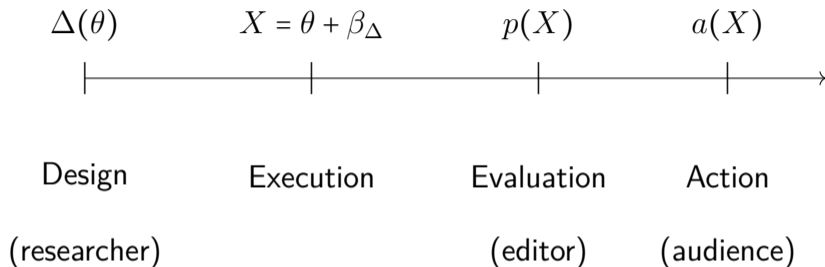 Δ(θ) X = θ + β_Δ p(X) a(X)
Design Execution Evaluation Action
(researcher) (editor) (audience)